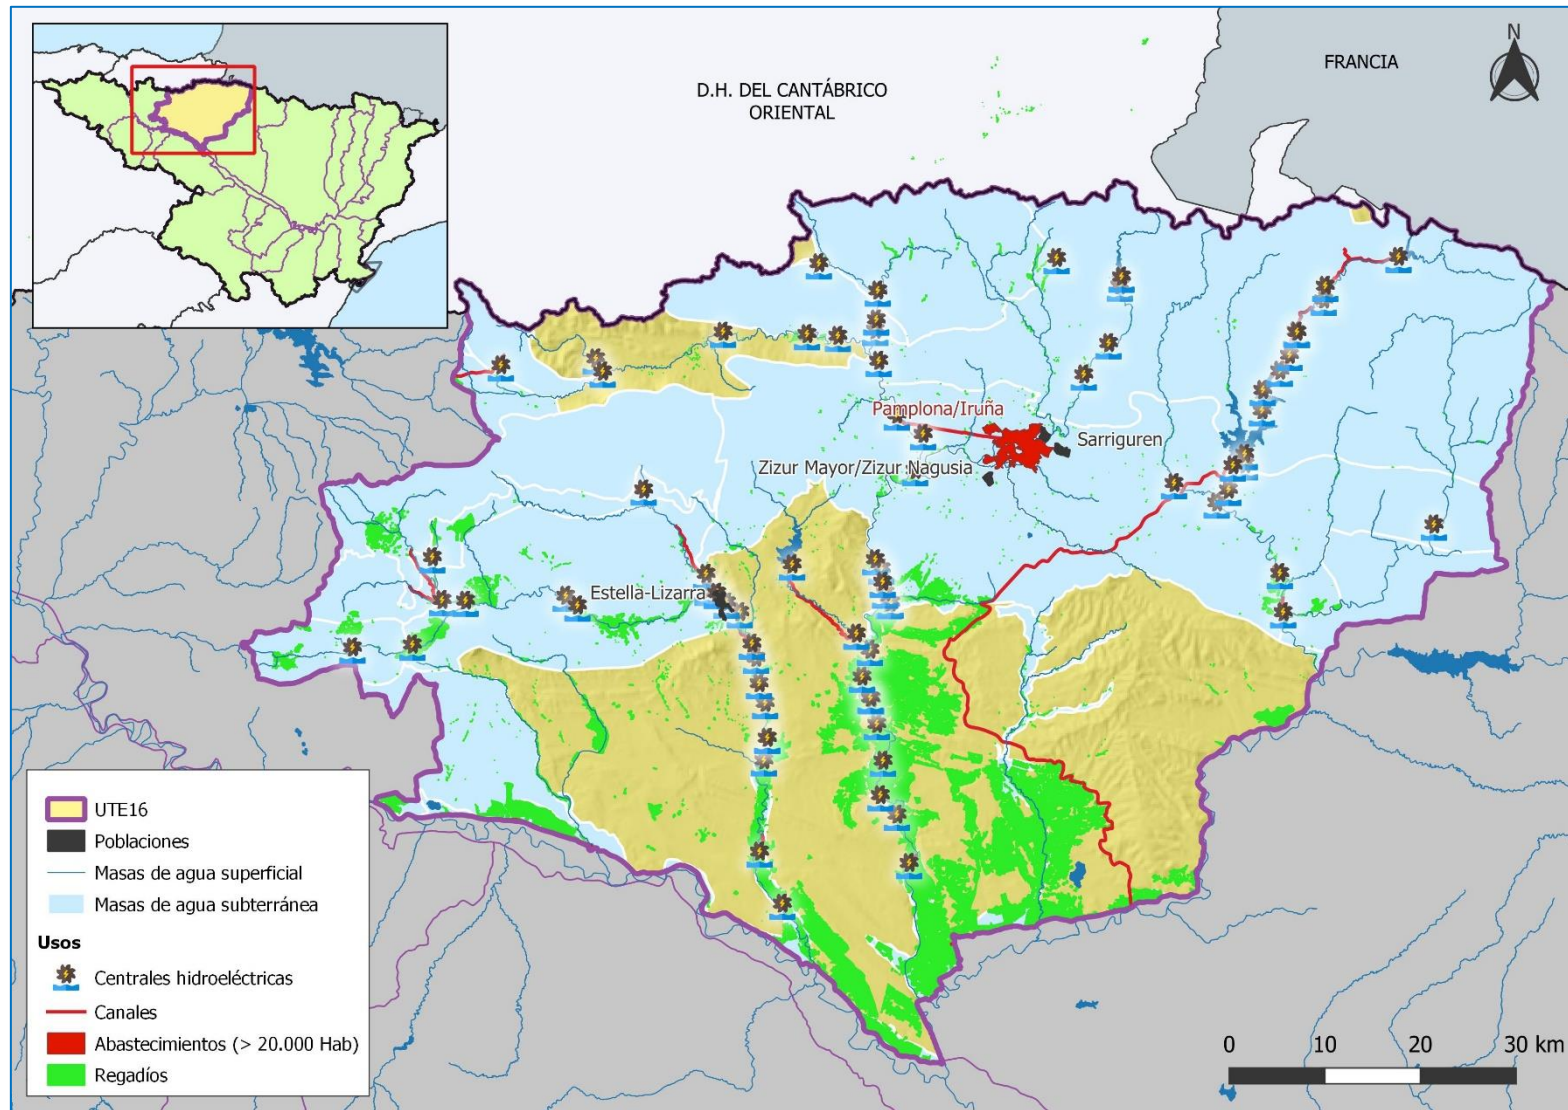 D.H. DEL CANTÁBRICO
ORIENTAL
FRANCIA
N
Pamplona/Iruña
Sarriguren
Zizur Mayor/Zizur Nagusia
Estella-Lizarra
UTE16
Poblaciones
Masas de agua superficial
Masas de agua subterránea
Usos
Centrales hidroeléctricas
Canales
Abastecimientos (> 20.000 Hab)
Regadíos
0 10 20 30 km